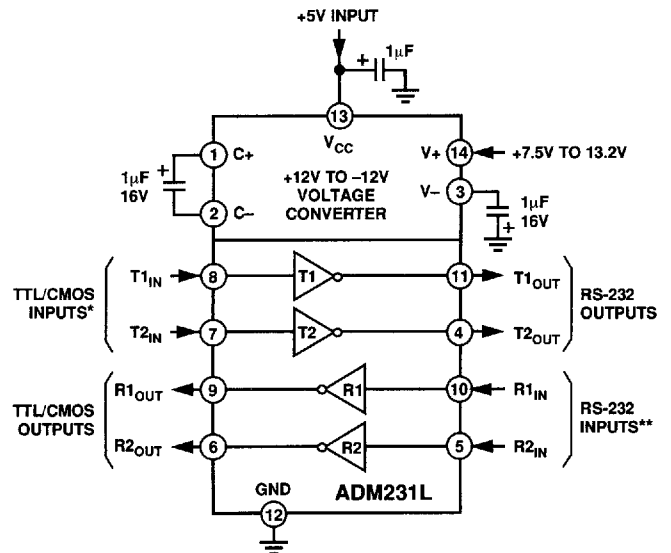 +5V INPUT
+ 1µF
13
VCC
1 C+
V+ 14 +7.5V TO 13.2V
+ 1µF 16V
+12V TO –12V VOLTAGE CONVERTER
2 C–
V– 3
1µF 16V +
TTL/CMOS INPUTS*
T1IN 8 T1 11 T1OUT
T2IN 7 T2 4 T2OUT
RS-232 OUTPUTS
TTL/CMOS OUTPUTS
R1OUT 9 R1 10 R1IN
R2OUT 6 R2 5 R2IN
RS-232 INPUTS**
GND
12
ADM231L